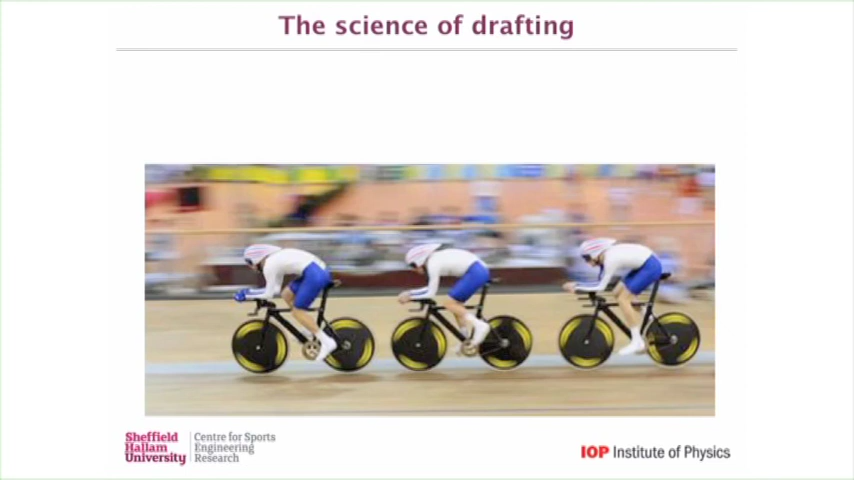 The science of drafting
Sheffield
Hallam
University
Centre for Sports
Engineering
Research
IOP Institute of Physics